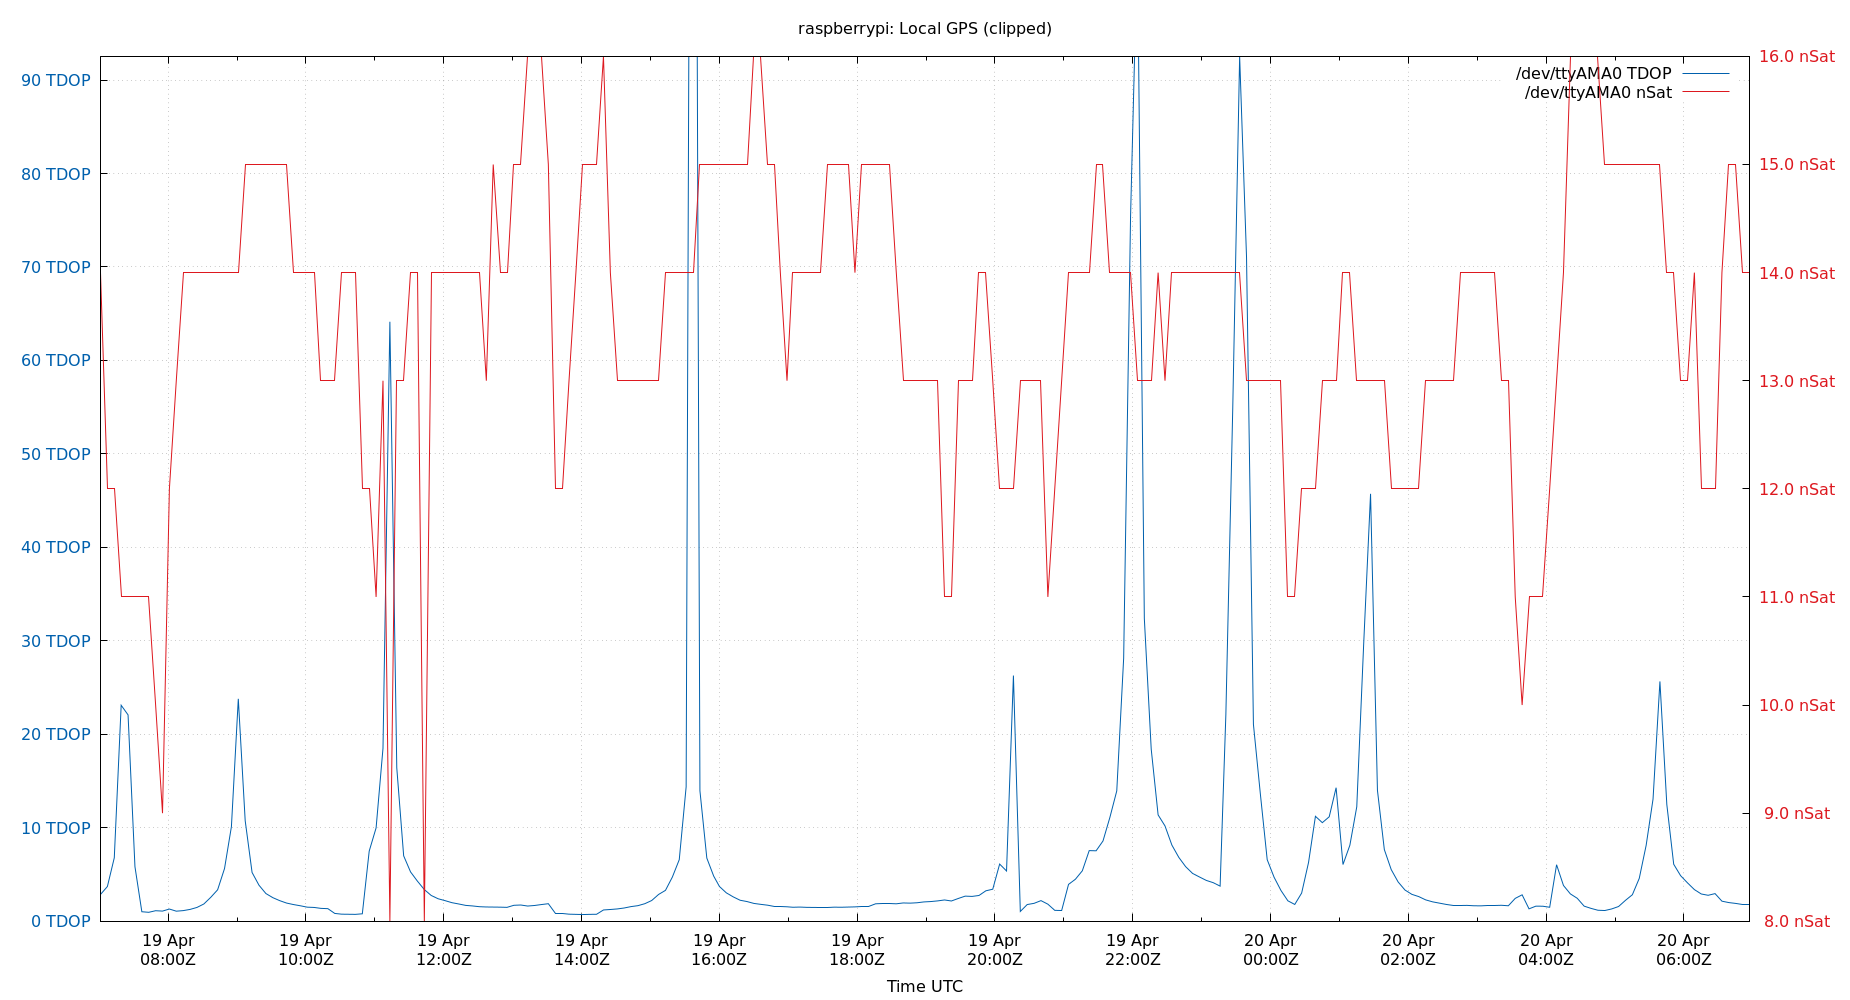 raspberrypi: Local GPS (clipped)
/dev/ttyAMA0 TDOP
/dev/ttyAMA0 nSat
90 TDOP
80 TDOP
70 TDOP
60 TDOP
50 TDOP
40 TDOP
30 TDOP
20 TDOP
10 TDOP
0 TDOP
16.0 nSat
15.0 nSat
14.0 nSat
13.0 nSat
12.0 nSat
11.0 nSat
10.0 nSat
9.0 nSat
8.0 nSat
19 Apr
08:00Z
19 Apr
10:00Z
19 Apr
12:00Z
19 Apr
14:00Z
19 Apr
16:00Z
19 Apr
18:00Z
19 Apr
20:00Z
19 Apr
22:00Z
20 Apr
00:00Z
20 Apr
02:00Z
20 Apr
04:00Z
20 Apr
06:00Z
Time UTC